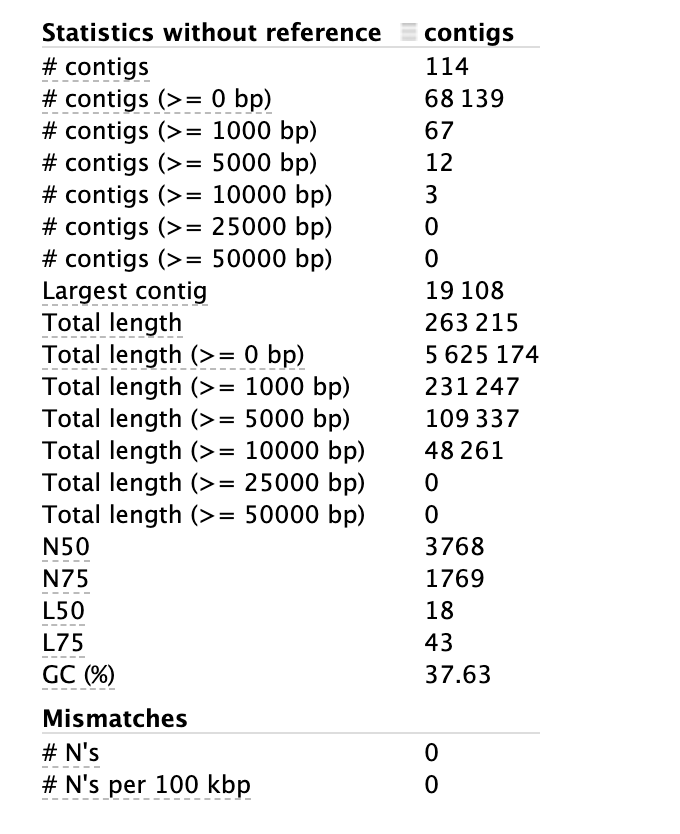 Statistics without reference contigs
# contigs 114
# contigs (>= 0 bp) 68 139
# contigs (>= 1000 bp) 67
# contigs (>= 5000 bp) 12
# contigs (>= 10000 bp) 3
# contigs (>= 25000 bp) 0
# contigs (>= 50000 bp) 0
Largest contig 19 108
Total length 263 215
Total length (>= 0 bp) 5 625 174
Total length (>= 1000 bp) 231 247
Total length (>= 5000 bp) 109 337
Total length (>= 10000 bp) 48 261
Total length (>= 25000 bp) 0
Total length (>= 50000 bp) 0
N50 3768
N75 1769
L50 18
L75 43
GC (%) 37.63
Mismatches
# N's 0
# N's per 100 kbp 0